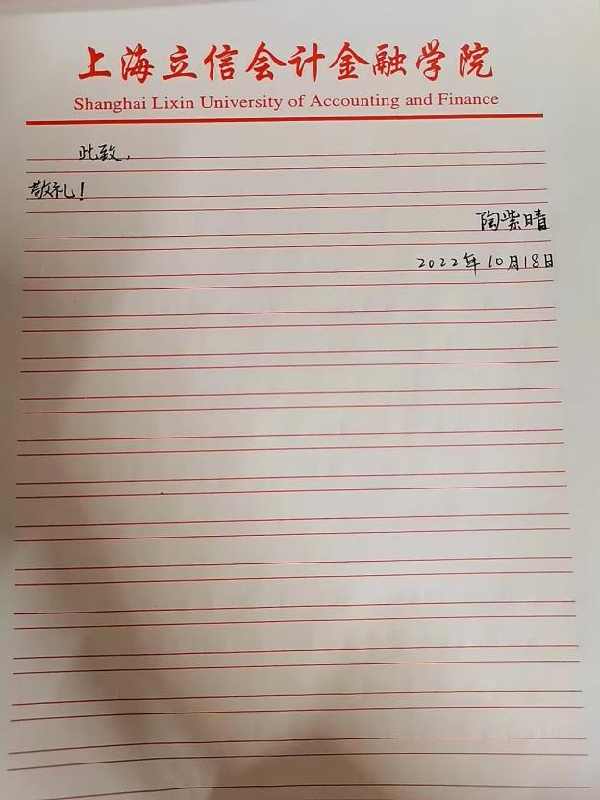 上海立信会计金融学院
Shanghai Lixin University of Accounting and Finance
此致，
敬礼！
陶紫晴
2022年10月18日